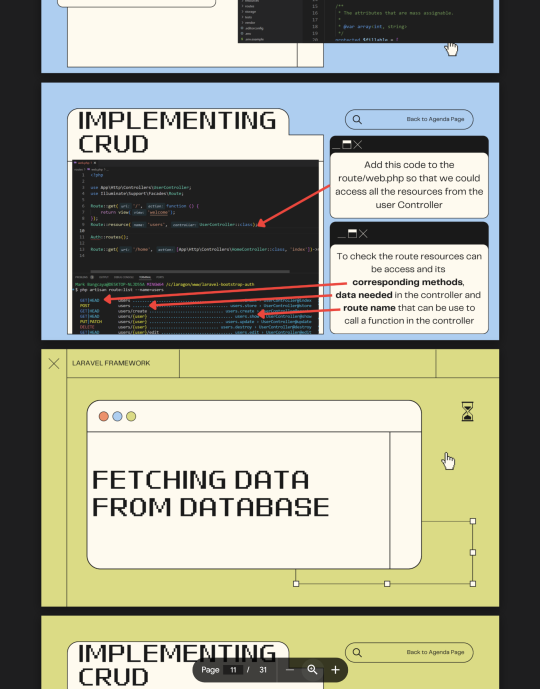 /**
* The attributes that are mass assignable.
*
* @var array<int, string>
*/
protected $fillable = [
IMPLEMENTING
CRUD
Back to Agenda Page
<?php
use App\Http\Controllers\UserController;
use Illuminate\Support\Facades\Route;
Route::get( '/', function () {
return view( 'welcome');
});
Route::resource( 'users', UserController::class);
Auth::routes();
Route::get( '/home', [App\Http\Controllers\HomeController::class, 'index'])
$ php artisan route:list --name=users
GET|HEAD users
POST users users.store › UserController@store
GET|HEAD users/create users.create › UserController@
GET|HEAD users/{user} users.show › UserController@show
PUT|PATCH users/{user} users.update › UserController@update
DELETE users/{user} users.destroy › UserController@destroy
GET|HEAD users/{user}/edit users.edit › UserController@edit
Add this code to the
route/web.php so that we could
access all the resources from the
user Controller
To check the route resources can
be access and its
corresponding methods,
data needed in the controller and
route name that can be use to
call a function in the controller
LARAVEL FRAMEWORK
FETCHING DATA
FROM DATABASE
IMPLEMENTING
CRUD
Back to Agenda Page
Page 11 / 31